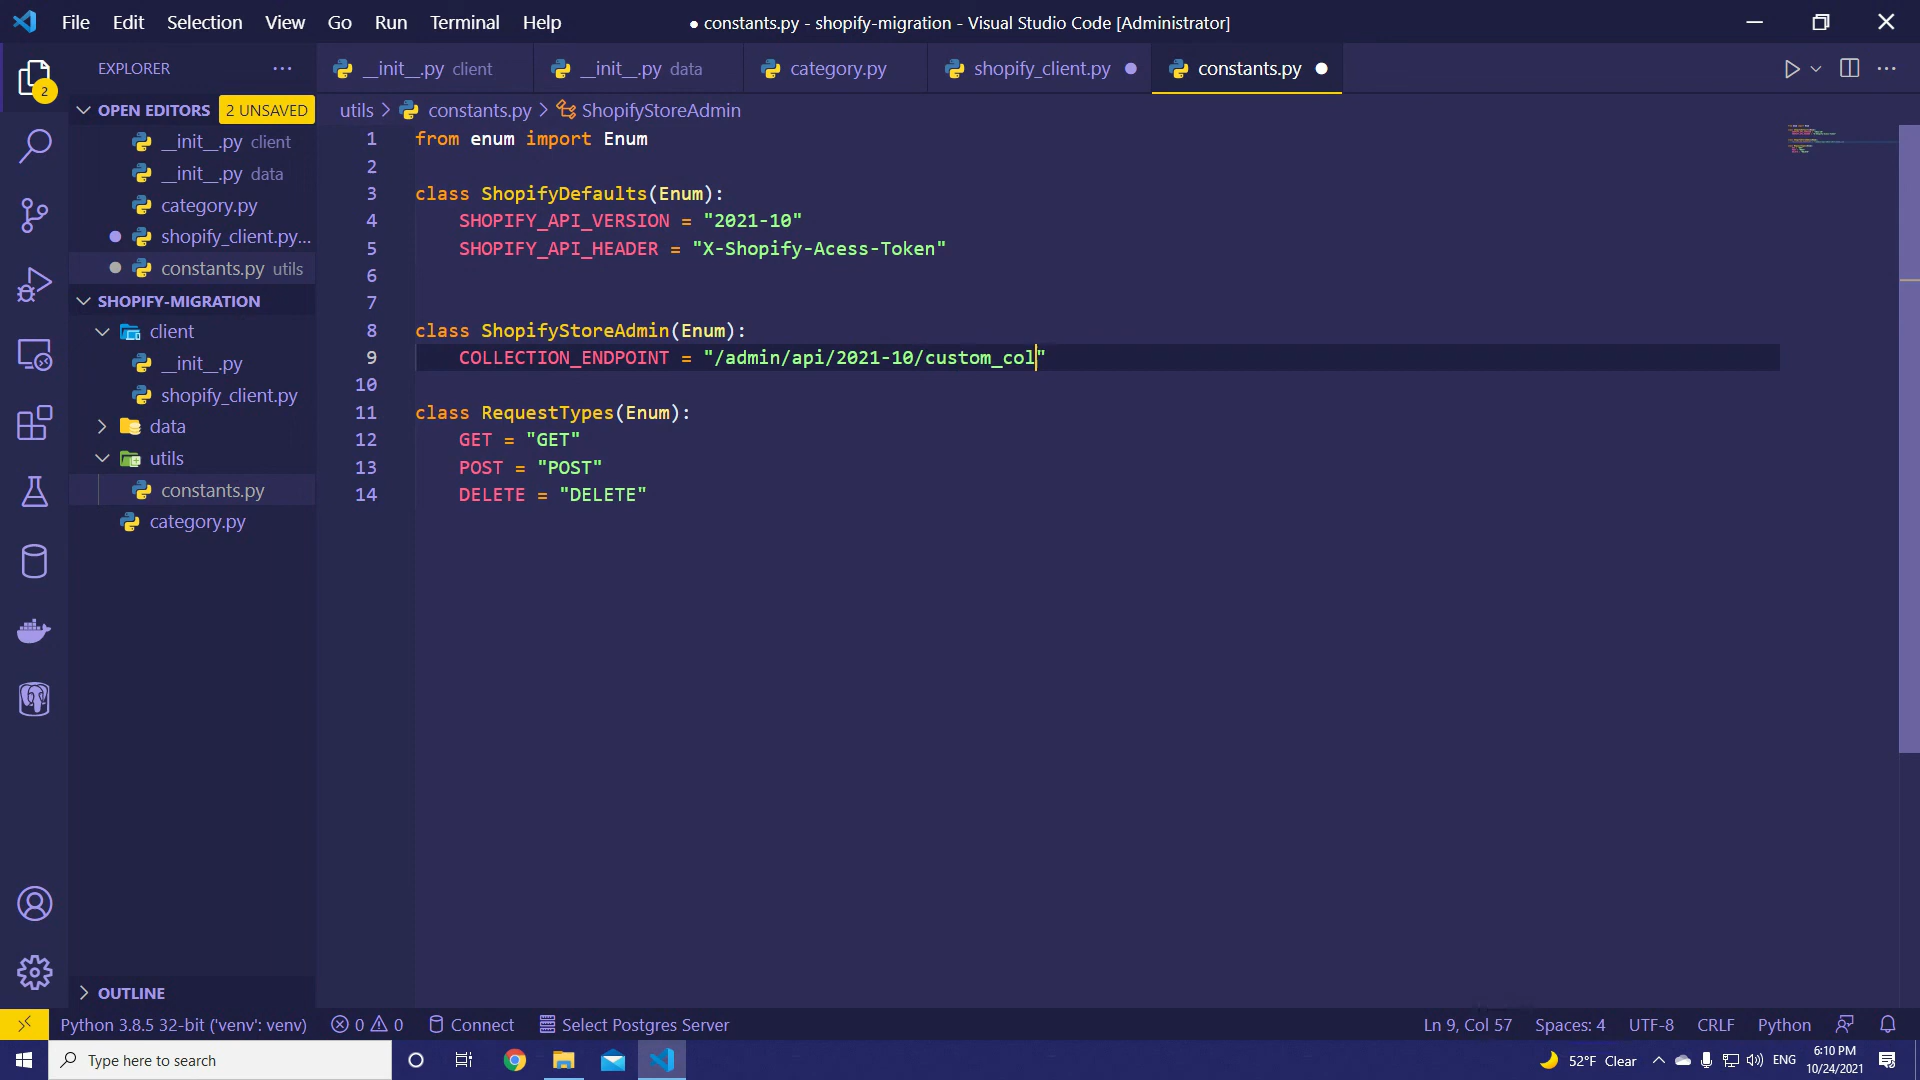 File Edit Selection View Go Run Terminal Help
● constants.py - shopify-migration - Visual Studio Code [Administrator]
2
EXPLORER
OPEN EDITORS 2 UNSAVED
__init__.py client
__init__.py data
category.py
shopify_client.py...
constants.py utils
SHOPIFY-MIGRATION
client
__init__.py
shopify_client.py
data
utils
constants.py
category.py
OUTLINE
__init__.py client
__init__.py data
category.py
shopify_client.py
constants.py
utils > constants.py > ShopifyStoreAdmin
1 from enum import Enum
2
3 class ShopifyDefaults(Enum):
4 SHOPIFY_API_VERSION = "2021-10"
5 SHOPIFY_API_HEADER = "X-Shopify-Acess-Token"
6
7
8 class ShopifyStoreAdmin(Enum):
9 COLLECTION_ENDPOINT = "/admin/api/2021-10/custom_col"
10
11 class RequestTypes(Enum):
12 GET = "GET"
13 POST = "POST"
14 DELETE = "DELETE"
Python 3.8.5 32-bit ('venv': venv) 0 0 Connect Select Postgres Server
Ln 9, Col 57 Spaces: 4 UTF-8 CRLF Python
Type here to search
52°F Clear
ENG
6:10 PM
10/24/2021